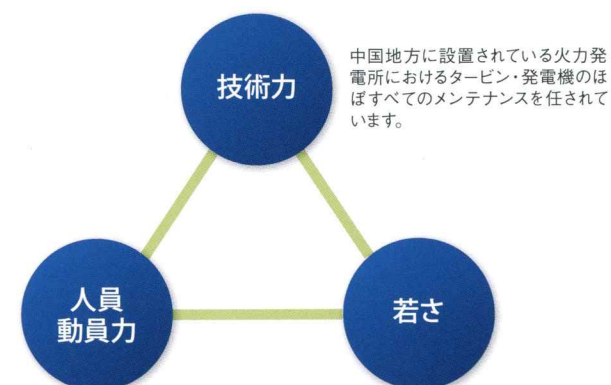 技術力
中国地方に設置されている火力発
電所におけるタービン・発電機のほ
ぼすべてのメンテナンスを任されて
います。
人員
動員力
若さ